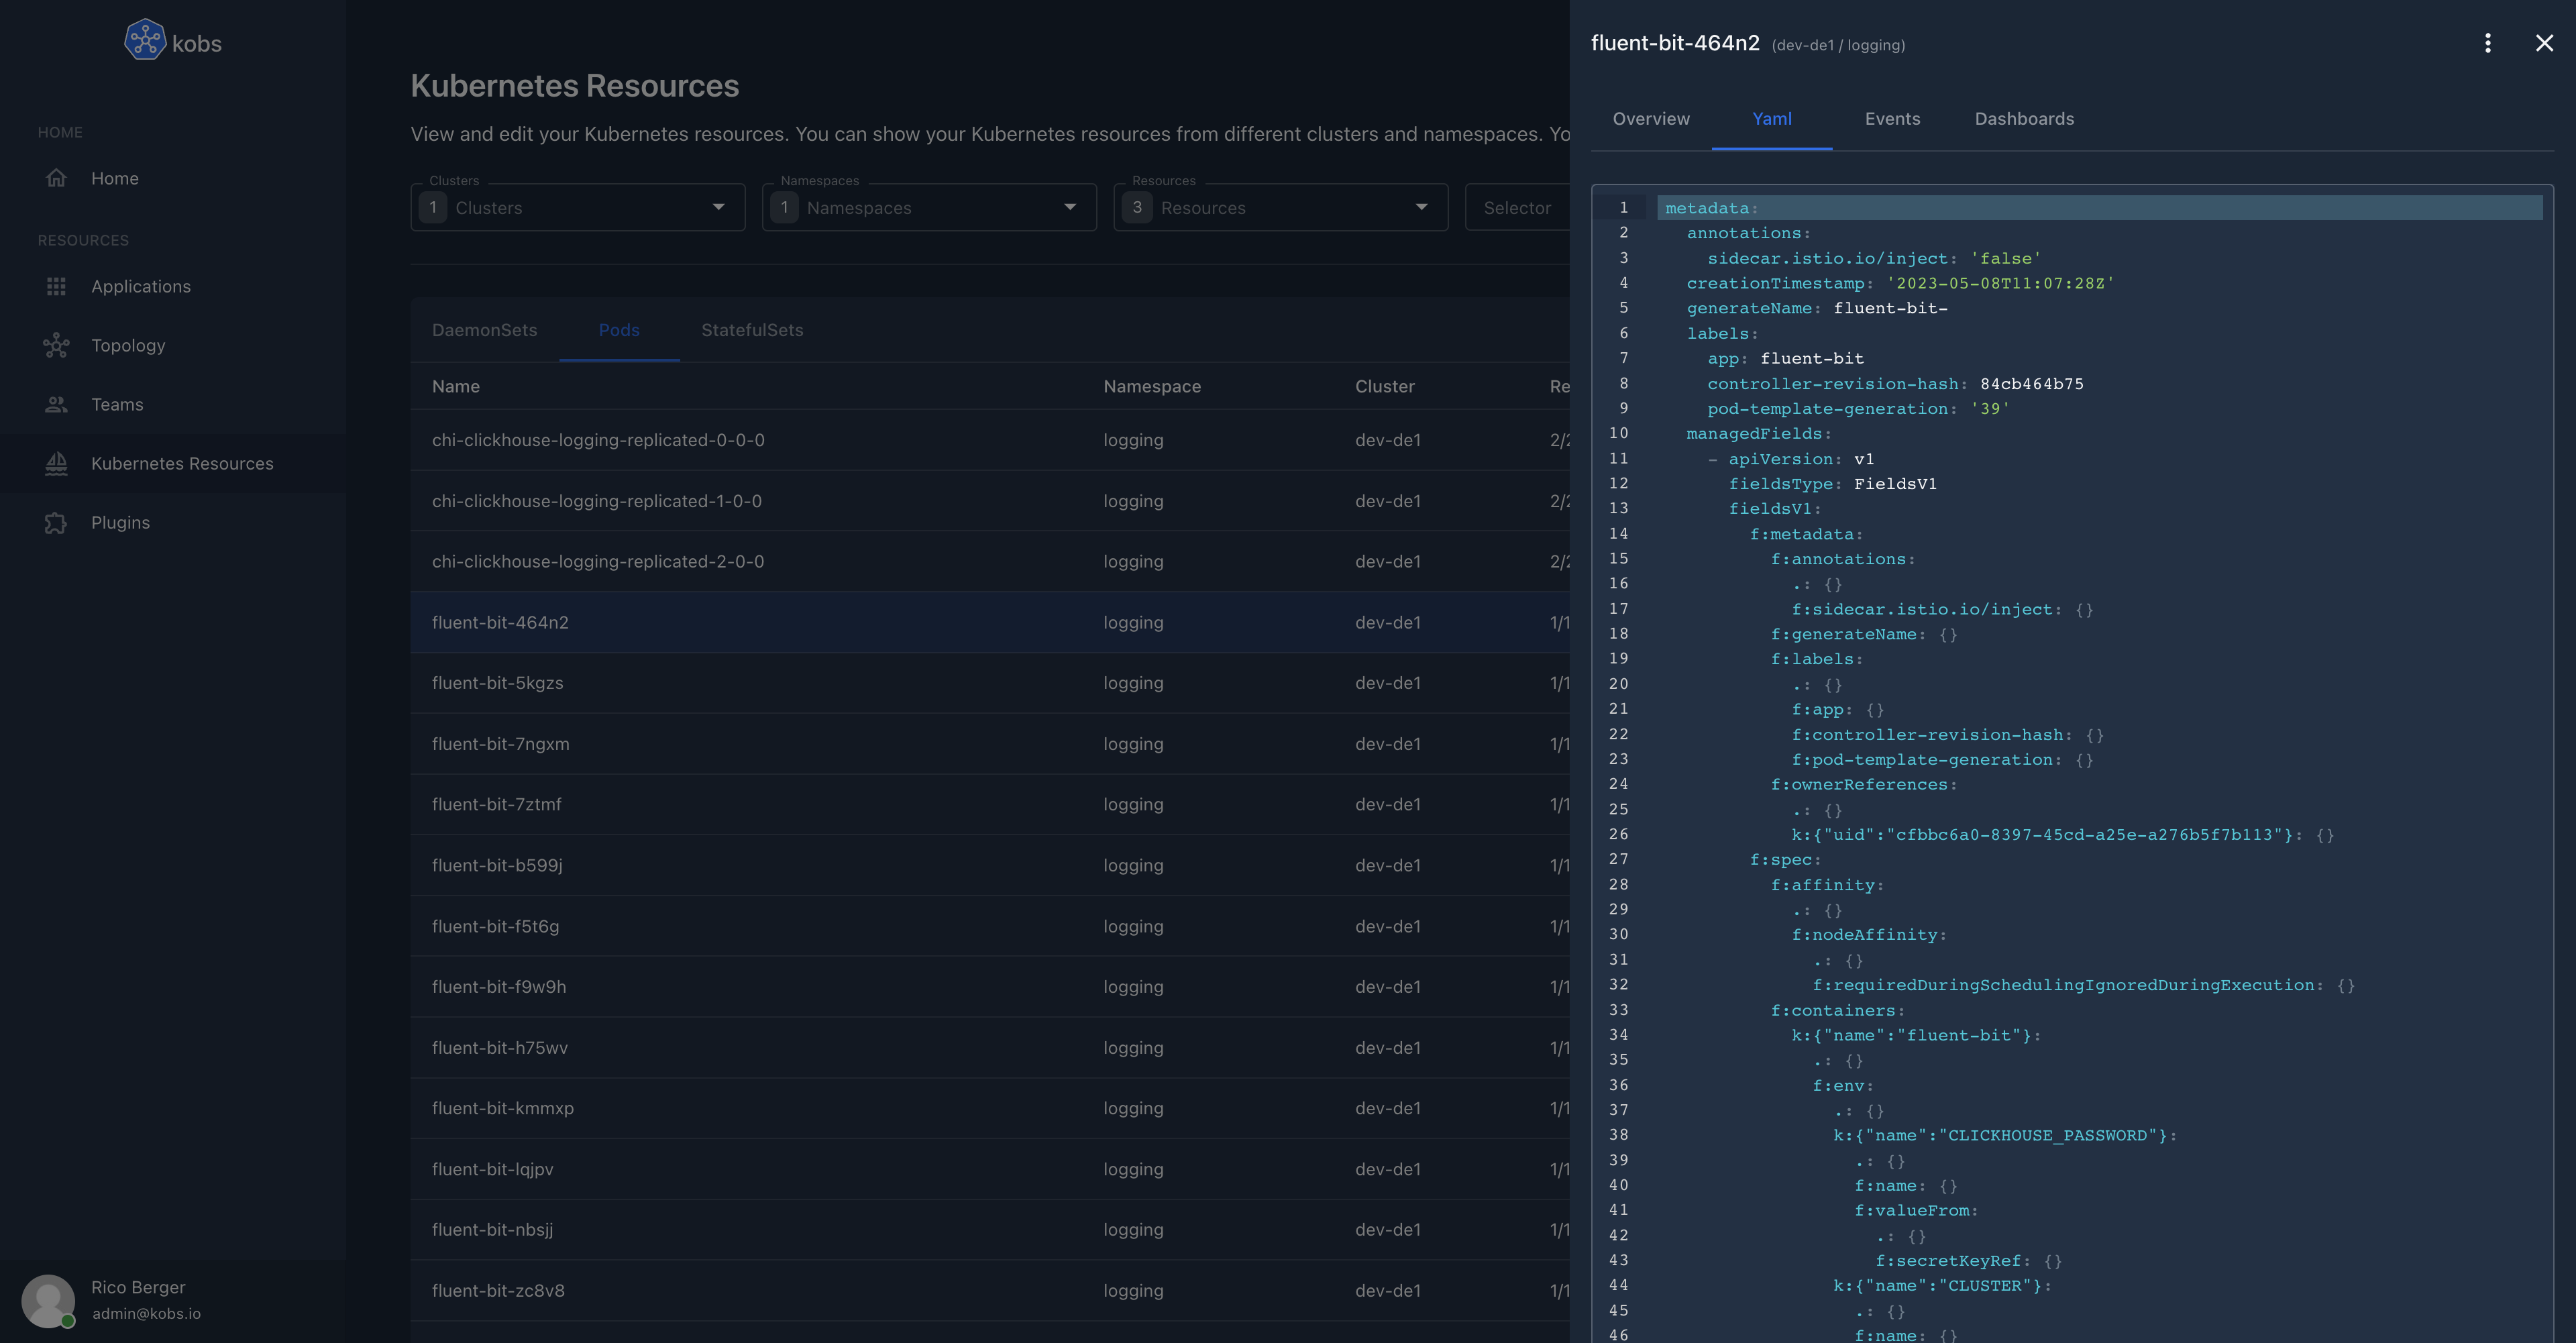 kobs
HOME
Home
RESOURCES
Applications
Topology
Teams
Kubernetes Resources
Plugins
Rico Berger
admin@kobs.io
Kubernetes Resources
View and edit your Kubernetes resources. You can show your Kubernetes resources from different clusters and namespaces. Yo
Clusters Namespaces Resources
1 Clusters 1 Namespaces 3 Resources Selector
DaemonSets Pods StatefulSets
Name Namespace Cluster Re
chi-clickhouse-logging-replicated-0-0-0 logging dev-de1 2/2
chi-clickhouse-logging-replicated-1-0-0 logging dev-de1 2/2
chi-clickhouse-logging-replicated-2-0-0 logging dev-de1 2/2
fluent-bit-464n2 logging dev-de1 1/1
fluent-bit-5kgzs logging dev-de1 1/1
fluent-bit-7ngxm logging dev-de1 1/1
fluent-bit-7ztmf logging dev-de1 1/1
fluent-bit-b599j logging dev-de1 1/1
fluent-bit-f5t6g logging dev-de1 1/1
fluent-bit-f9w9h logging dev-de1 1/1
fluent-bit-h75wv logging dev-de1 1/1
fluent-bit-kmmxp logging dev-de1 1/1
fluent-bit-lqjpv logging dev-de1 1/1
fluent-bit-nbsjj logging dev-de1 1/1
fluent-bit-zc8v8 logging dev-de1 1/1
fluent-bit-464n2 (dev-de1 / logging)
Overview Yaml Events Dashboards
1 metadata:
2 annotations:
3 sidecar.istio.io/inject: 'false'
4 creationTimestamp: '2023-05-08T11:07:28Z'
5 generateName: fluent-bit-
6 labels:
7 app: fluent-bit
8 controller-revision-hash: 84cb464b75
9 pod-template-generation: '39'
10 managedFields:
11 - apiVersion: v1
12 fieldsType: FieldsV1
13 fieldsV1:
14 f:metadata:
15 f:annotations:
16 .: {}
17 f:sidecar.istio.io/inject: {}
18 f:generateName: {}
19 f:labels:
20 .: {}
21 f:app: {}
22 f:controller-revision-hash: {}
23 f:pod-template-generation: {}
24 f:ownerReferences:
25 .: {}
26 k:{"uid":"cfbbc6a0-8397-45cd-a25e-a276b5f7b113"}: {}
27 f:spec:
28 f:affinity:
29 .: {}
30 f:nodeAffinity:
31 .: {}
32 f:requiredDuringSchedulingIgnoredDuringExecution: {}
33 f:containers:
34 k:{"name":"fluent-bit"}:
35 .: {}
36 f:env:
37 .: {}
38 k:{"name":"CLICKHOUSE_PASSWORD"}:
39 .: {}
40 f:name: {}
41 f:valueFrom:
42 .: {}
43 f:secretKeyRef: {}
44 k:{"name":"CLUSTER"}:
45 .: {}
46 f:name: {}